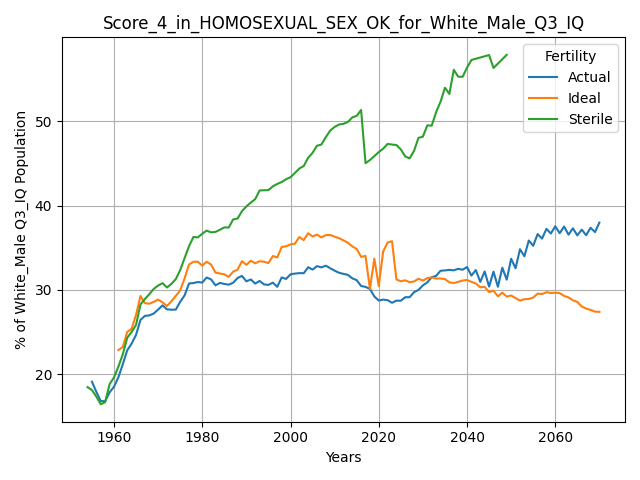 Score_4_in_HOMOSEXUAL_SEX_OK_for_White_Male_Q3_IQ
Fertility
Actual
Ideal
Sterile
% of White_Male Q3_IQ Population
50
40
30
20
1960 1980 2000 2020 2040 2060
Years